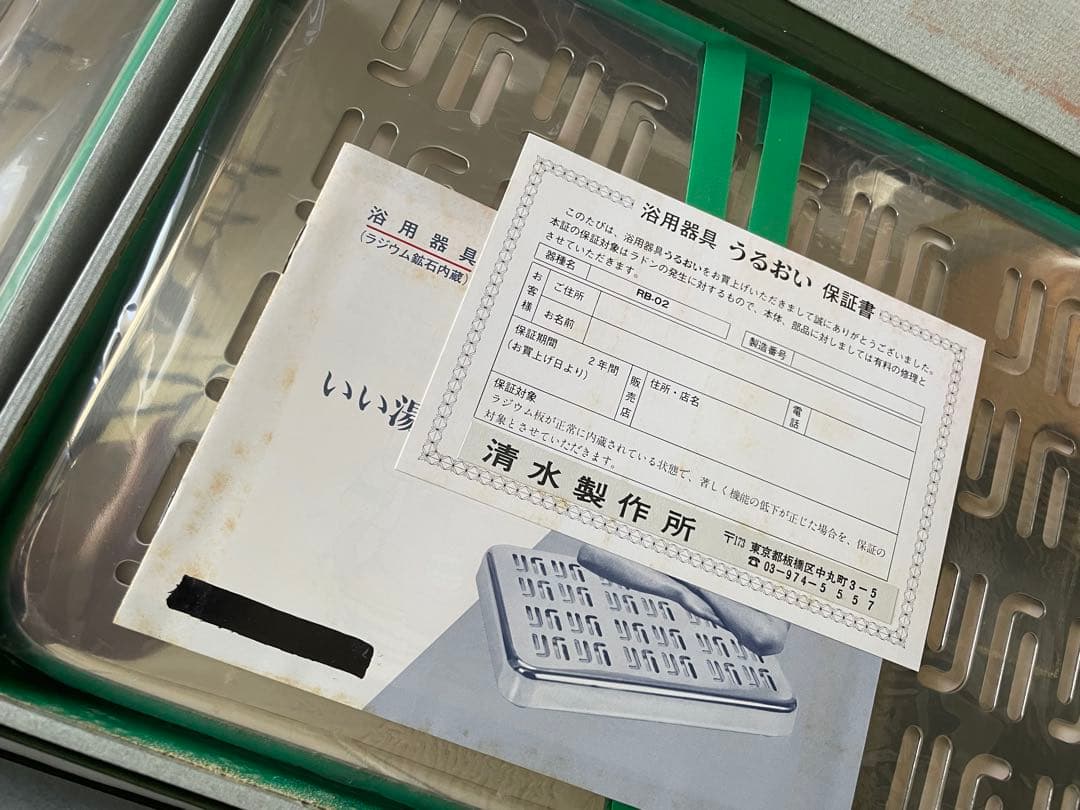 浴用器具
(ラジウム鉱石内蔵)
いい湯
浴用器具 うるおい 保証書
このたびは、浴用器具うるおいをお買上げいただきまして誠にありがとうございました。
本証の保証対象はラドンの発生に対するもので、本体、部品に対しましては有料の修理と
させていただきます。
器種名 RB-02 製造番号
お客様 ご住所
お名前
保証期間 2年間
(お買上げ日より)
販売店 住所・店名 電話
保証対象
ラジウム板が正常に内蔵されている状態で、著しく機能の低下が正じた場合を、保証の
対象とさせていただきます。
清水製作所
〒173 東京都板橋区中丸町3-5
☎03-974-5557